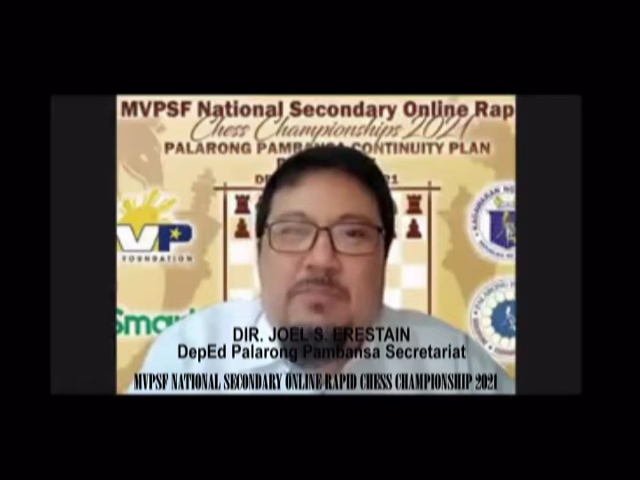 MVPSF National Secondary Online Rap
Chess Championships 2021
PALARONG PAMBANSA CONTINUITY PLAN
VP
FOUNDATION
Smar
DIR. JOEL S. ERESTAIN
DepEd Palarong Pambansa Secretariat
MVPSF NATIONAL SECONDARY ONLINE RAPID CHESS CHAMPIONSHIP 2021